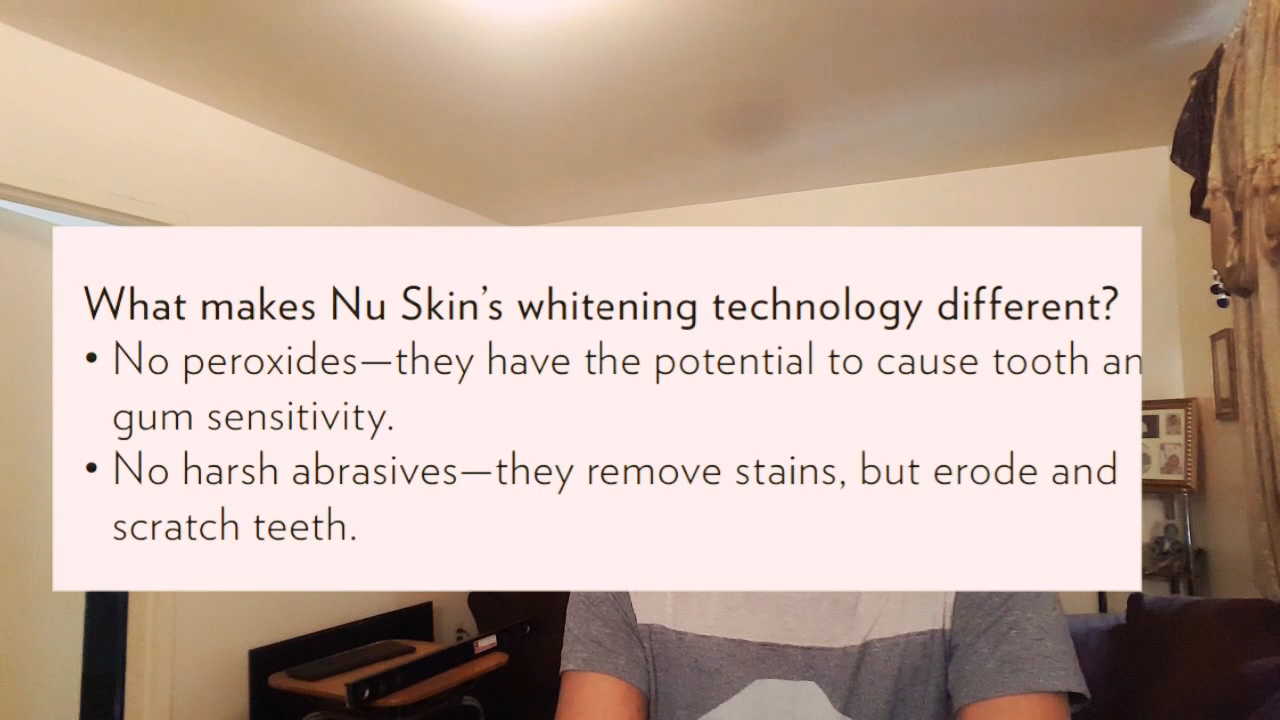 What makes Nu Skin's whitening technology different?
• No peroxides—they have the potential to cause tooth an
gum sensitivity.
• No harsh abrasives—they remove stains, but erode and
scratch teeth.